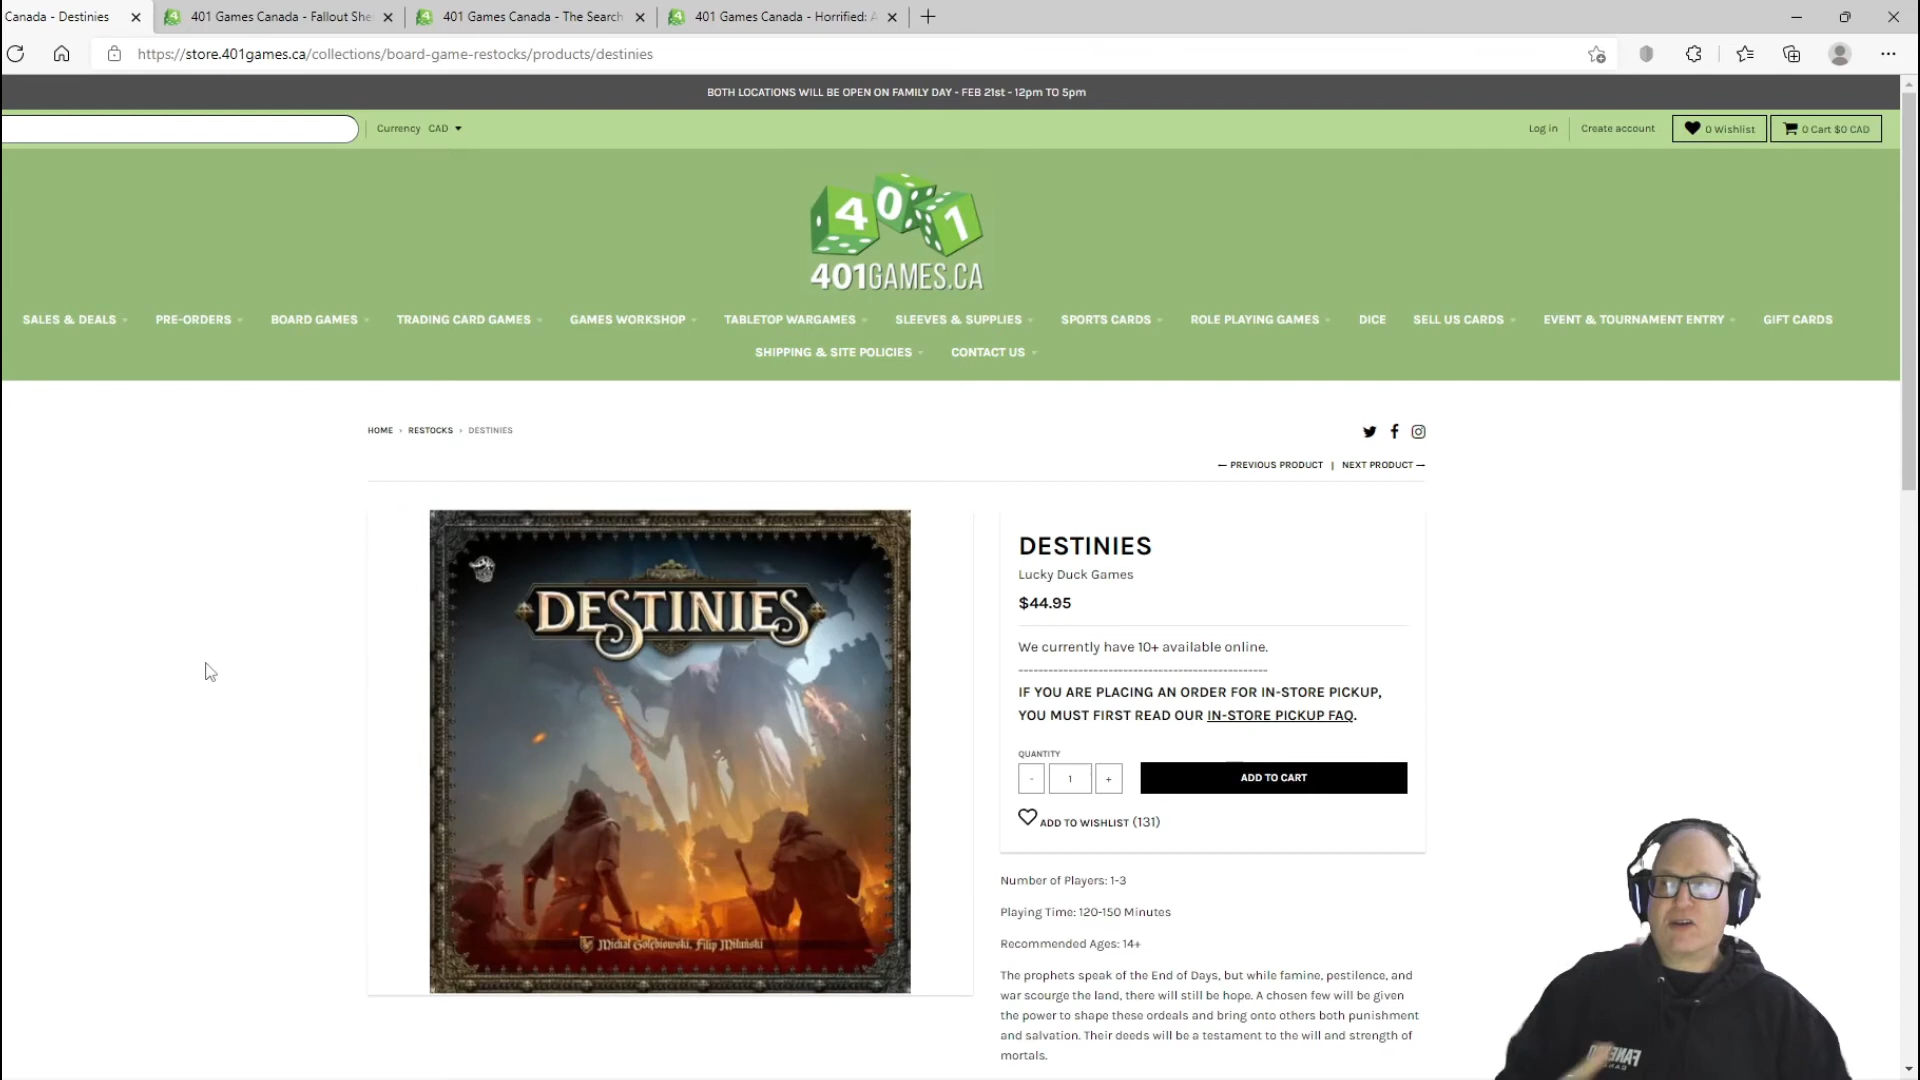 Canada - Destinies
401 Games Canada - Fallout She
401 Games Canada - The Search
401 Games Canada - Horrified: A
https://store.401games.ca/collections/board-game-restocks/products/destinies
BOTH LOCATIONS WILL BE OPEN ON FAMILY DAY - FEB 21st - 12pm TO 5pm
Currency CAD
Log in
Create account
0 Wishlist
0 Cart $0 CAD
401
401GAMES.CA
SALES & DEALS
PRE-ORDERS
BOARD GAMES
TRADING CARD GAMES
GAMES WORKSHOP
TABLETOP WARGAMES
SLEEVES & SUPPLIES
SPORTS CARDS
ROLE PLAYING GAMES
DICE
SELL US CARDS
EVENT & TOURNAMENT ENTRY
GIFT CARDS
SHIPPING & SITE POLICIES
CONTACT US
HOME › RESTOCKS › DESTINIES
← PREVIOUS PRODUCT | NEXT PRODUCT →
DESTINIES
Michał Gołębiowski, Filip Miłuński
DESTINIES
Lucky Duck Games
$44.95
We currently have 10+ available online.
--------------------------------------------------
IF YOU ARE PLACING AN ORDER FOR IN-STORE PICKUP,
YOU MUST FIRST READ OUR IN-STORE PICKUP FAQ.
QUANTITY
- 1 +
ADD TO CART
ADD TO WISHLIST (131)
Number of Players: 1-3
Playing Time: 120-150 Minutes
Recommended Ages: 14+
The prophets speak of the End of Days, but while famine, pestilence, and
war scourge the land, there will still be hope. A chosen few will be given
the power to shape these ordeals and bring onto others both punishment
and salvation. Their deeds will be a testament to the will and strength of
mortals.